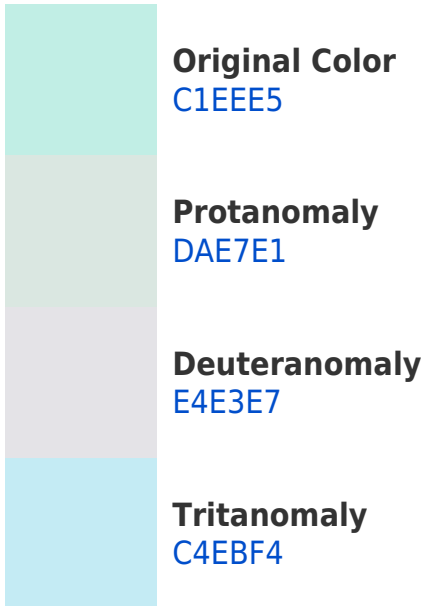 Original Color
C1EEE5
Protanomaly
DAE7E1
Deuteranomaly
E4E3E7
Tritanomaly
C4EBF4